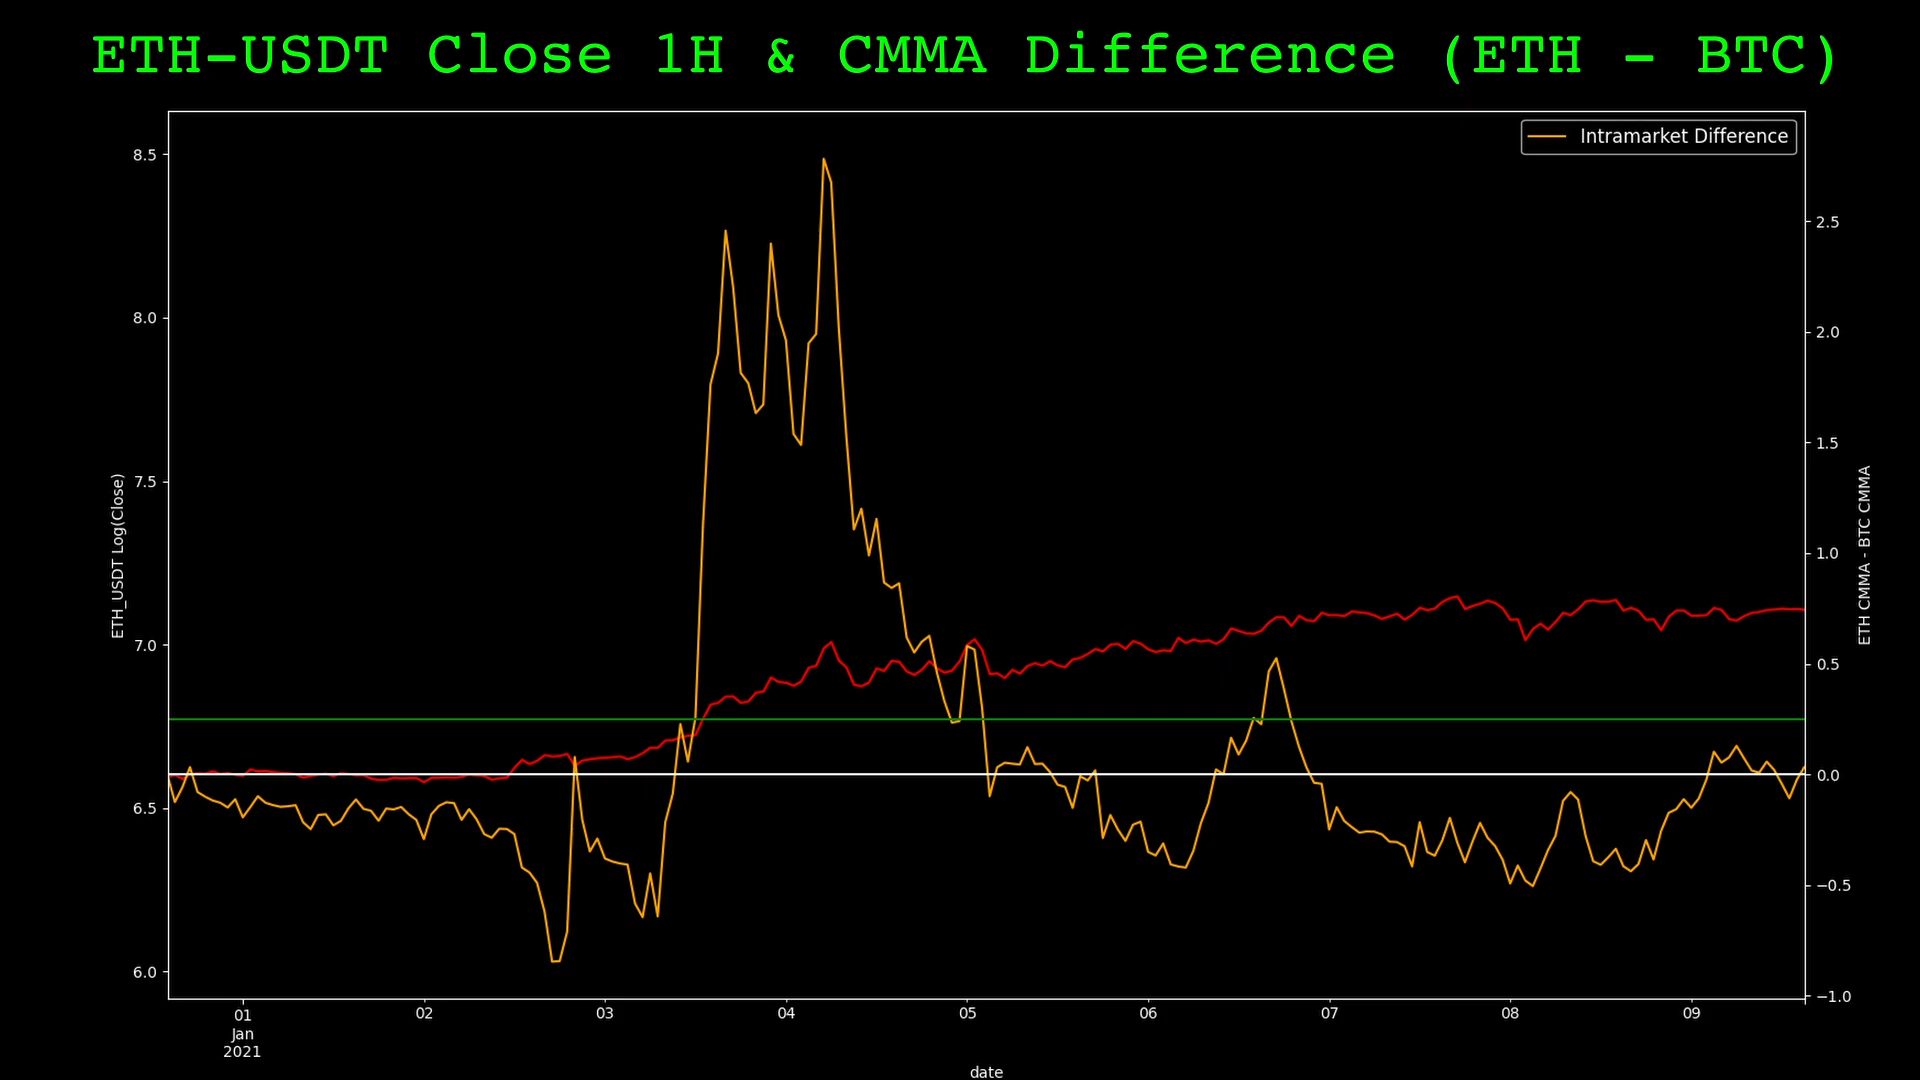 ETH-USDT Close 1H & CMMA Difference (ETH - BTC)
Intramarket Difference
8.5
8.0
7.5
7.0
6.5
6.0
ETH_USDT Log(Close)
2.5
2.0
1.5
1.0
0.5
0.0
−0.5
−1.0
ETH CMMA - BTC CMMA
01 02 03 04 05 06 07 08 09
Jan
2021
date